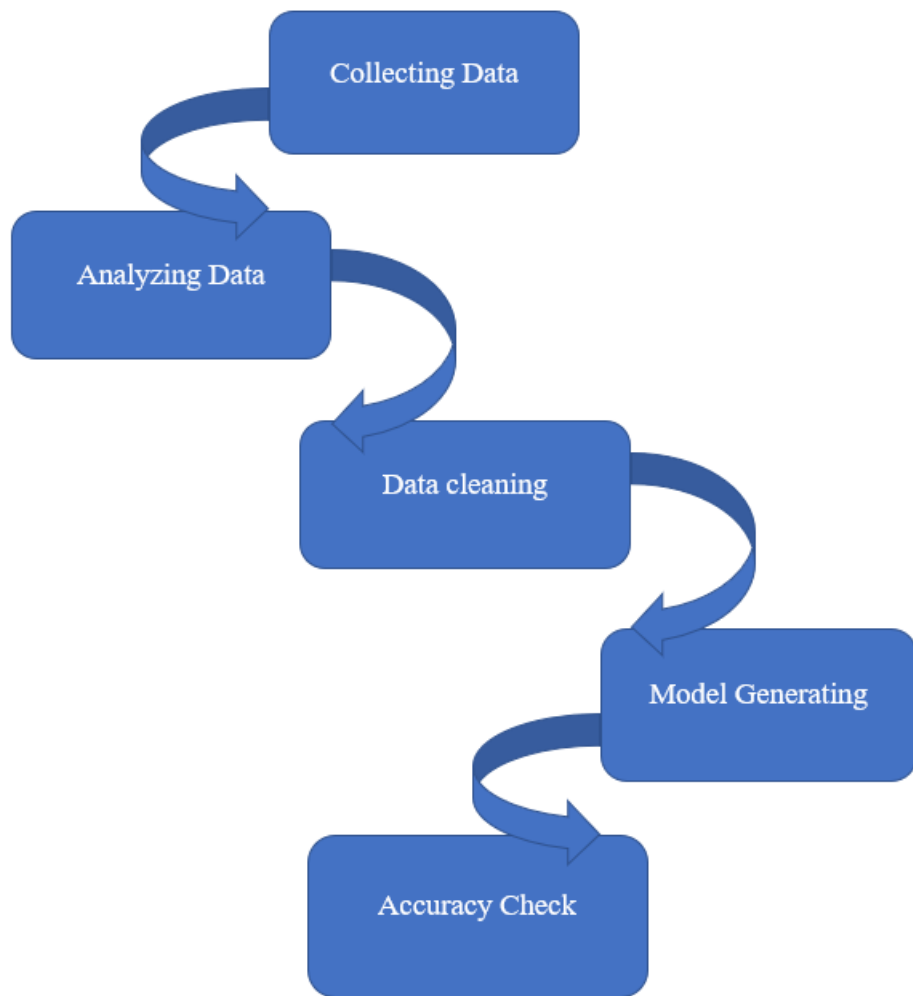 Collecting Data
Analyzing Data
Data cleaning
Model Generating
Accuracy Check